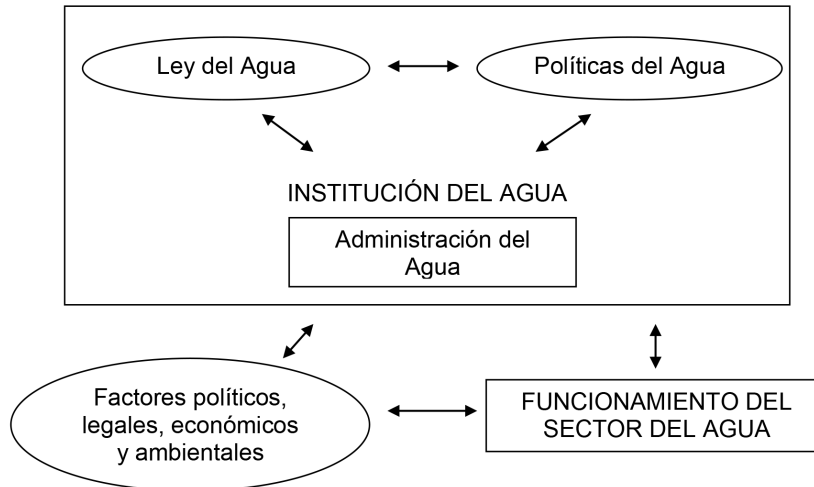 Ley del Agua
Políticas del Agua
INSTITUCIÓN DEL AGUA
Administración del
Agua
Factores políticos,
legales, económicos
y ambientales
FUNCIONAMIENTO DEL
SECTOR DEL AGUA